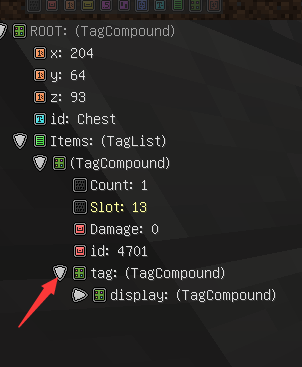 ROOT: (TagCompound)
x: 204
y: 64
z: 93
id: Chest
Items: (TagList)
(TagCompound)
Count: 1
Slot: 13
Damage: 0
id: 4701
tag: (TagCompound)
display: (TagCompound)